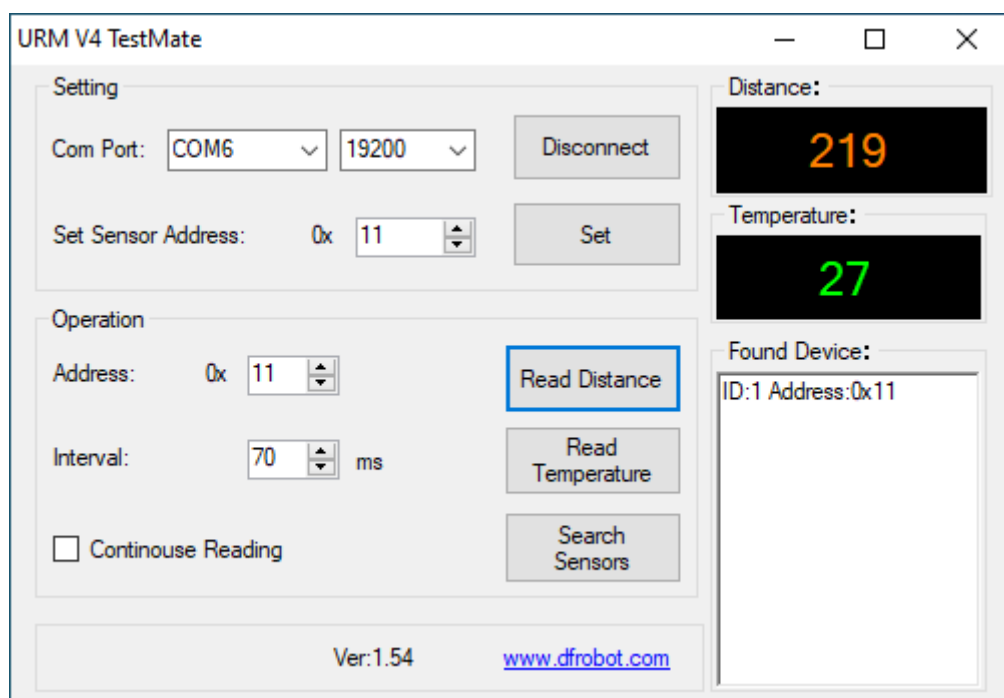 URM V4 TestMate
Setting
Com Port: COM6 19200 Disconnect
Set Sensor Address: 0x 11 Set
Operation
Address: 0x 11 Read Distance
Interval: 70 ms Read
Temperature
Continouse Reading Search
Sensors
Ver:1.54 www.dfrobot.com
Distance:
219
Temperature:
27
Found Device:
ID:1 Address:0x11